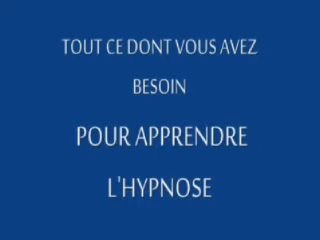 TOUT CE DONT VOUS AVEZ
BESOIN
POUR APPRENDRE
L'HYPNOSE